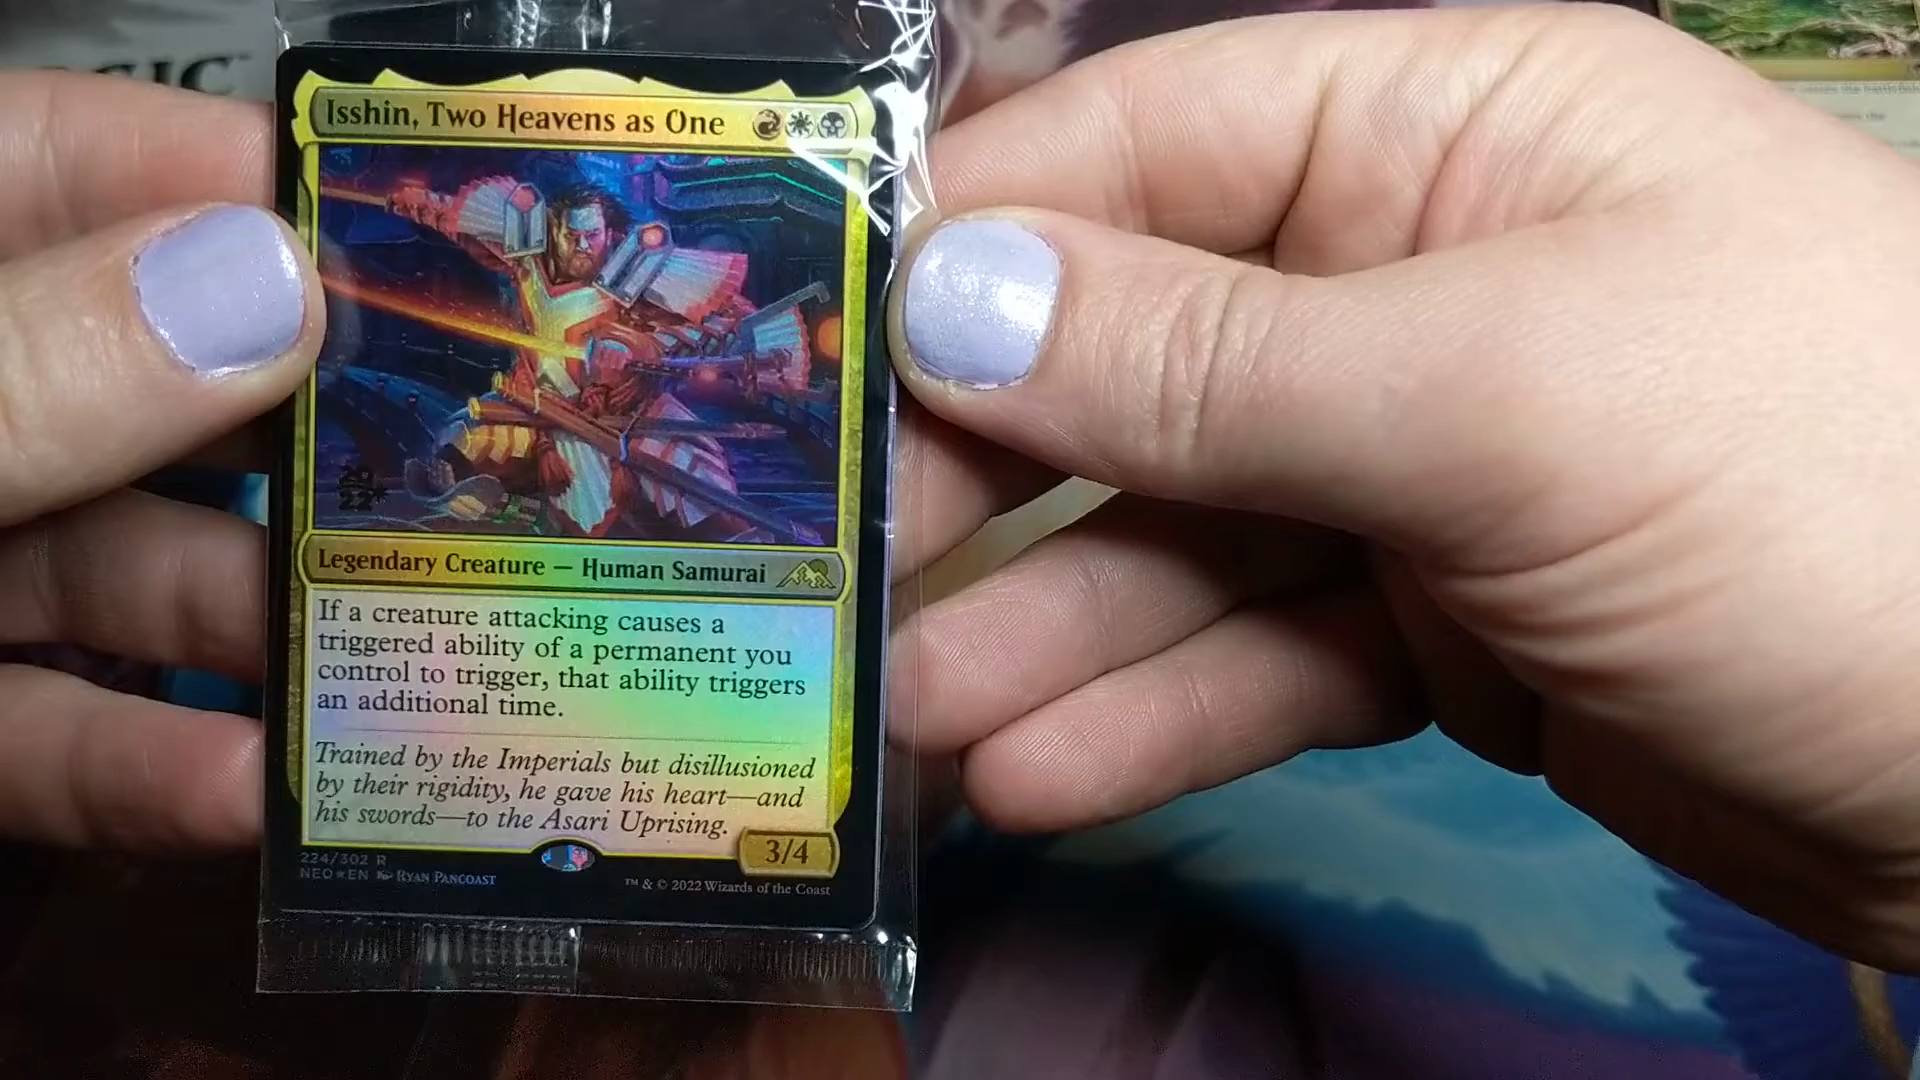 Isshin, Two Heavens as One
Legendary Creature — Human Samurai
If a creature attacking causes a
triggered ability of a permanent you
control to trigger, that ability triggers
an additional time.
Trained by the Imperials but disillusioned
by their rigidity, he gave his heart—and
his swords—to the Asari Uprising.
3/4
224/302 R
NEO★EN Ryan Pancoast
™ & © 2022 Wizards of the Coast